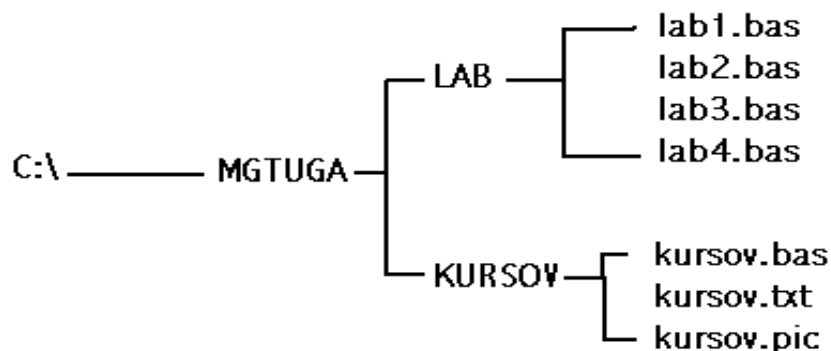 C:\
MGTUGA
LAB
lab1.bas
lab2.bas
lab3.bas
lab4.bas
KURSOV
kursov.bas
kursov.txt
kursov.pic